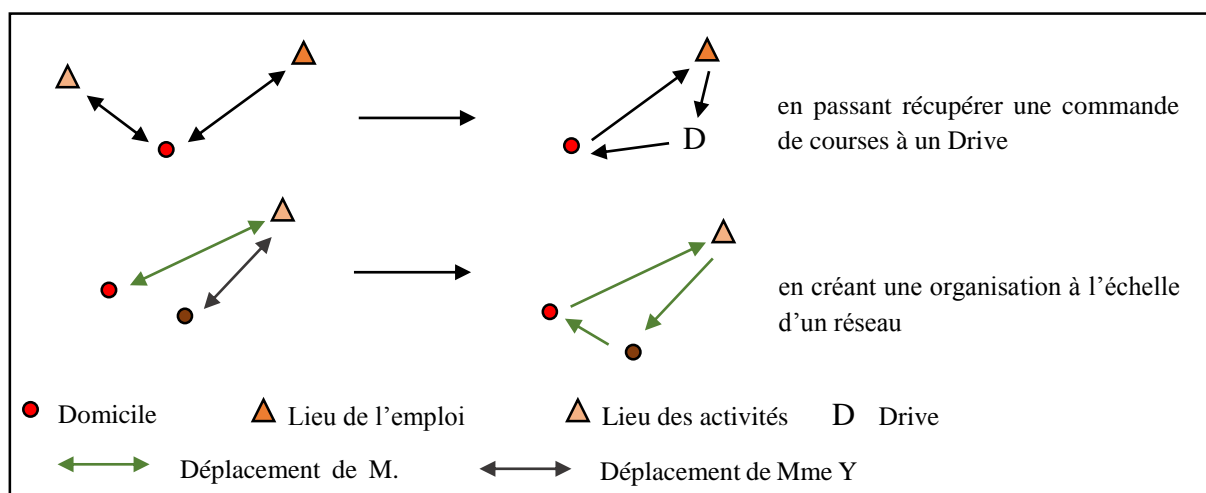 en passant récupérer une commande
de courses à un Drive
D
en créant une organisation à l'échelle
d'un réseau
Domicile
Lieu de l'emploi
Lieu des activités
D Drive
Déplacement de M.
Déplacement de Mme Y